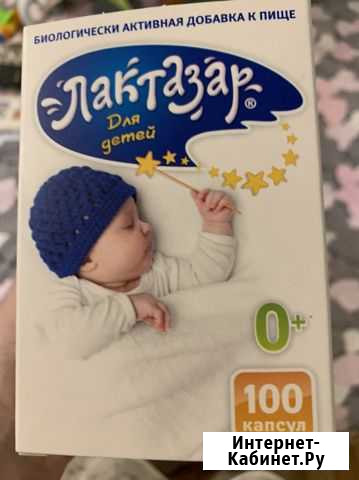 БИОЛОГИЧЕСКИ АКТИВНАЯ ДОБАВКА К ПИЩЕ
Лактазар®
Для
детей
0+
100
капсул
Интернет-
Кабинет.Ру